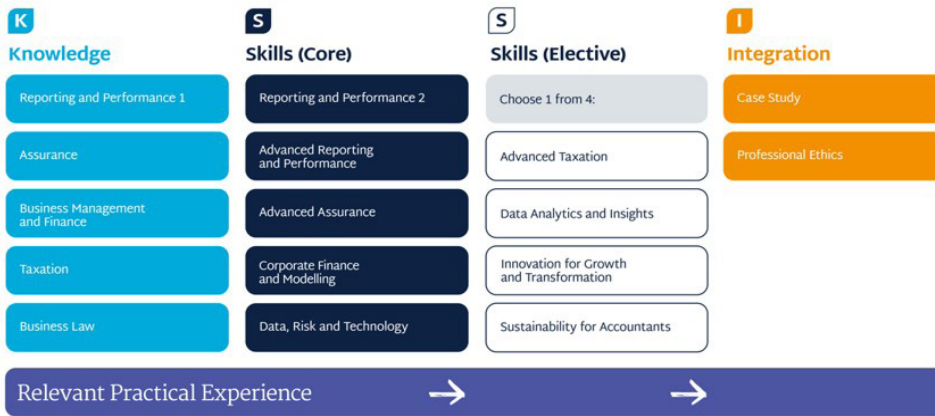 K
Knowledge
Reporting and Performance 1
Assurance
Business Management
and Finance
Taxation
Business Law
S
Skills (Core)
Reporting and Performance 2
Advanced Reporting
and Performance
Advanced Assurance
Corporate Finance
and Modelling
Data, Risk and Technology
S
Skills (Elective)
Choose 1 from 4:
Advanced Taxation
Data Analytics and Insights
Innovation for Growth
and Transformation
Sustainability for Accountants
I
Integration
Case Study
Professional Ethics
Relevant Practical Experience